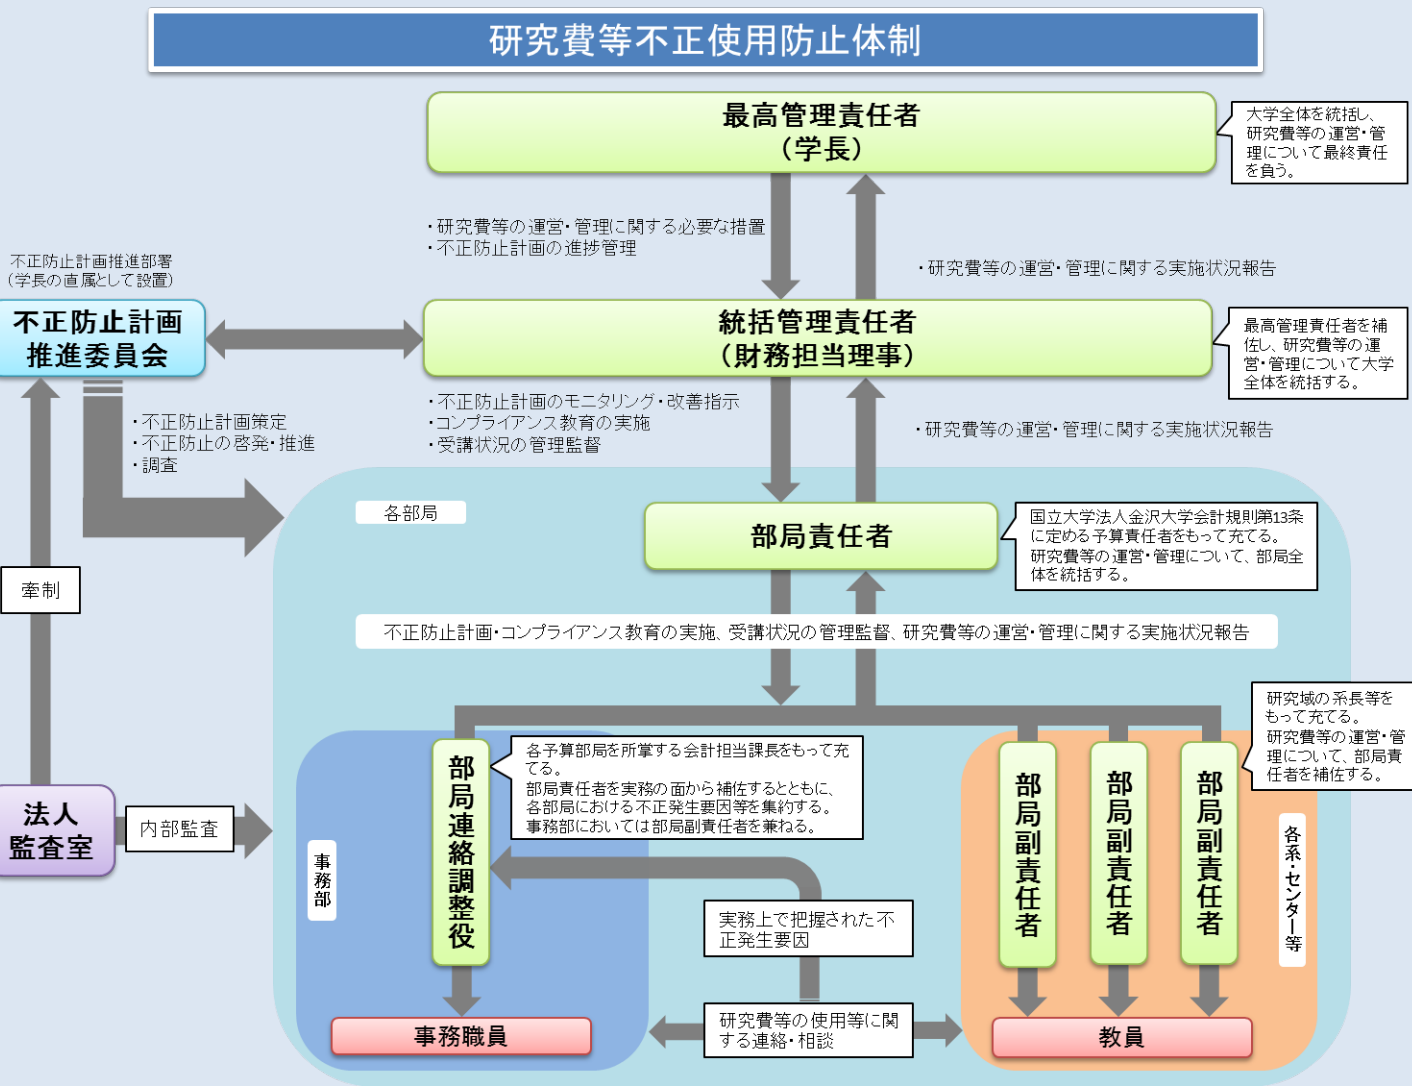 研究費等不正使用防止体制
最高管理責任者
（学長）
大学全体を統括し、
研究費等の運営・管
理について最終責任
を負う。
・研究費等の運営・管理に関する必要な措置
・不正防止計画の進捗管理
・研究費等の運営・管理に関する実施状況報告
不正防止計画推進部署
（学長の直属として設置）
不正防止計画
推進委員会
統括管理責任者
（財務担当理事）
最高管理責任者を補
佐し、研究費等の運
営・管理について大学
全体を統括する。
・不正防止計画のモニタリング・改善指示
・コンプライアンス教育の実施
・受講状況の管理監督
・研究費等の運営・管理に関する実施状況報告
・不正防止計画策定
・不正防止の啓発・推進
・調査
各部局
部局責任者
国立大学法人金沢大学会計規則第13条
に定める予算責任者をもって充てる。
研究費等の運営・管理について、部局全
体を統括する。
牽制
不正防止計画・コンプライアンス教育の実施、受講状況の管理監督、研究費等の運営・管理に関する実施状況報告
研究域の系長等を
もって充てる。
研究費等の運営・管
理について、部局責
任者を補佐する。
部局連絡調整役
各予算部局を所掌する会計担当課長をもって充
てる。
部局責任者を実務の面から補佐するとともに、
各部局における不正発生要因等を集約する。
事務部においては部局副責任者を兼ねる。
部局副責任者
部局副責任者
部局副責任者
法人
監査室
内部監査
事務部
各系・センター等
実務上で把握された不
正発生要因
研究費等の使用等に関
する連絡・相談
事務職員
教員